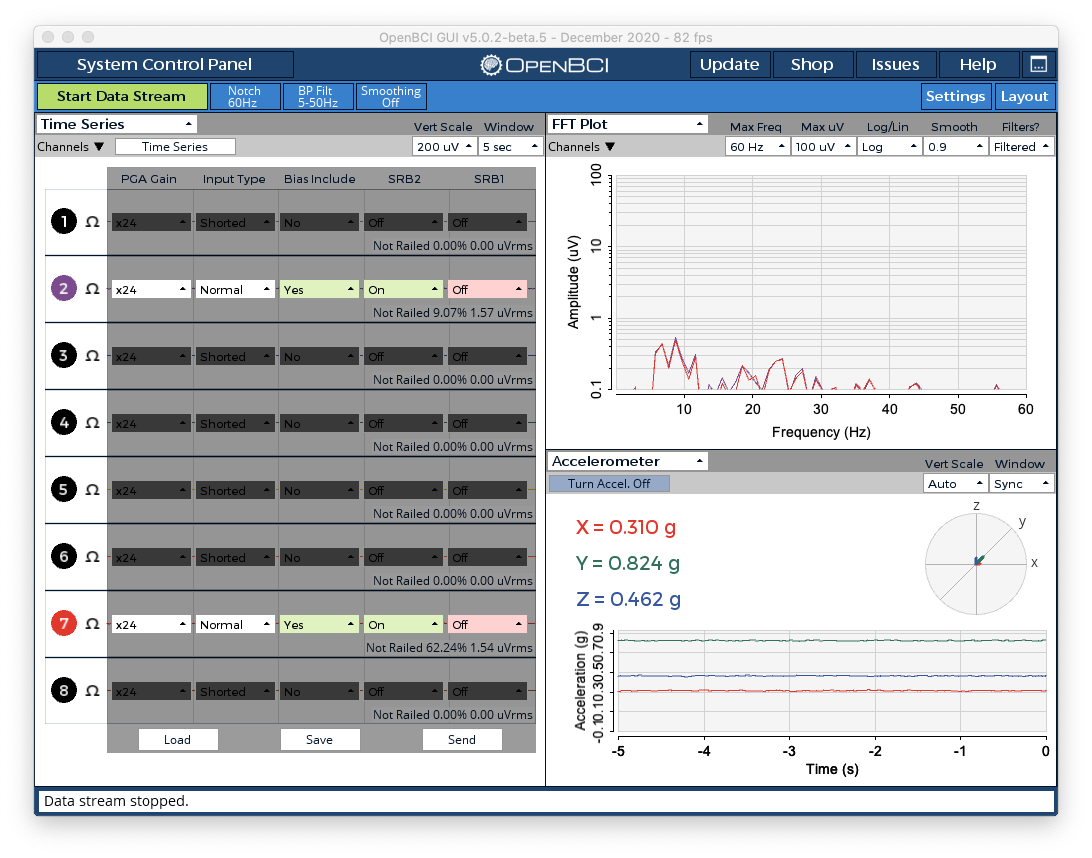 OpenBCI GUI v5.0.2-beta.5 - December 2020 - 82 fps
System Control Panel
OPENBCI
Update Shop Issues Help
Start Data Stream
Notch
60Hz
BP Filt
5-50Hz
Smoothing
Off
Settings Layout
Time Series
Vert Scale Window
Channels ▼ Time Series 200 uV 5 sec
PGA Gain Input Type Bias Include SRB2 SRB1
1 Ω x24 Shorted No Off Off
Not Railed 0.00% 0.00 uVrms
2 Ω x24 Normal Yes On Off
Not Railed 9.07% 1.57 uVrms
3 Ω x24 Shorted No Off Off
Not Railed 0.00% 0.00 uVrms
4 Ω x24 Shorted No Off Off
Not Railed 0.00% 0.00 uVrms
5 Ω x24 Shorted No Off Off
Not Railed 0.00% 0.00 uVrms
6 Ω x24 Shorted No Off Off
Not Railed 0.00% 0.00 uVrms
7 Ω x24 Normal Yes On Off
Not Railed 62.24% 1.54 uVrms
8 Ω x24 Shorted No Off Off
Not Railed 0.00% 0.00 uVrms
Load Save Send
FFT Plot
Max Freq Max uV Log/Lin Smooth Filters?
Channels ▼ 60 Hz 100 uV Log 0.9 Filtered
Amplitude (uV)
100
10
1
0.1
10 20 30 40 50 60
Frequency (Hz)
Accelerometer
Vert Scale Window
Turn Accel. Off Auto Sync
X = 0.310 g
Y = 0.824 g
Z = 0.462 g
z
y
x
Acceleration (g)
-0.10.10.30.50.70.9
-5 -4 -3 -2 -1 0
Time (s)
Data stream stopped.